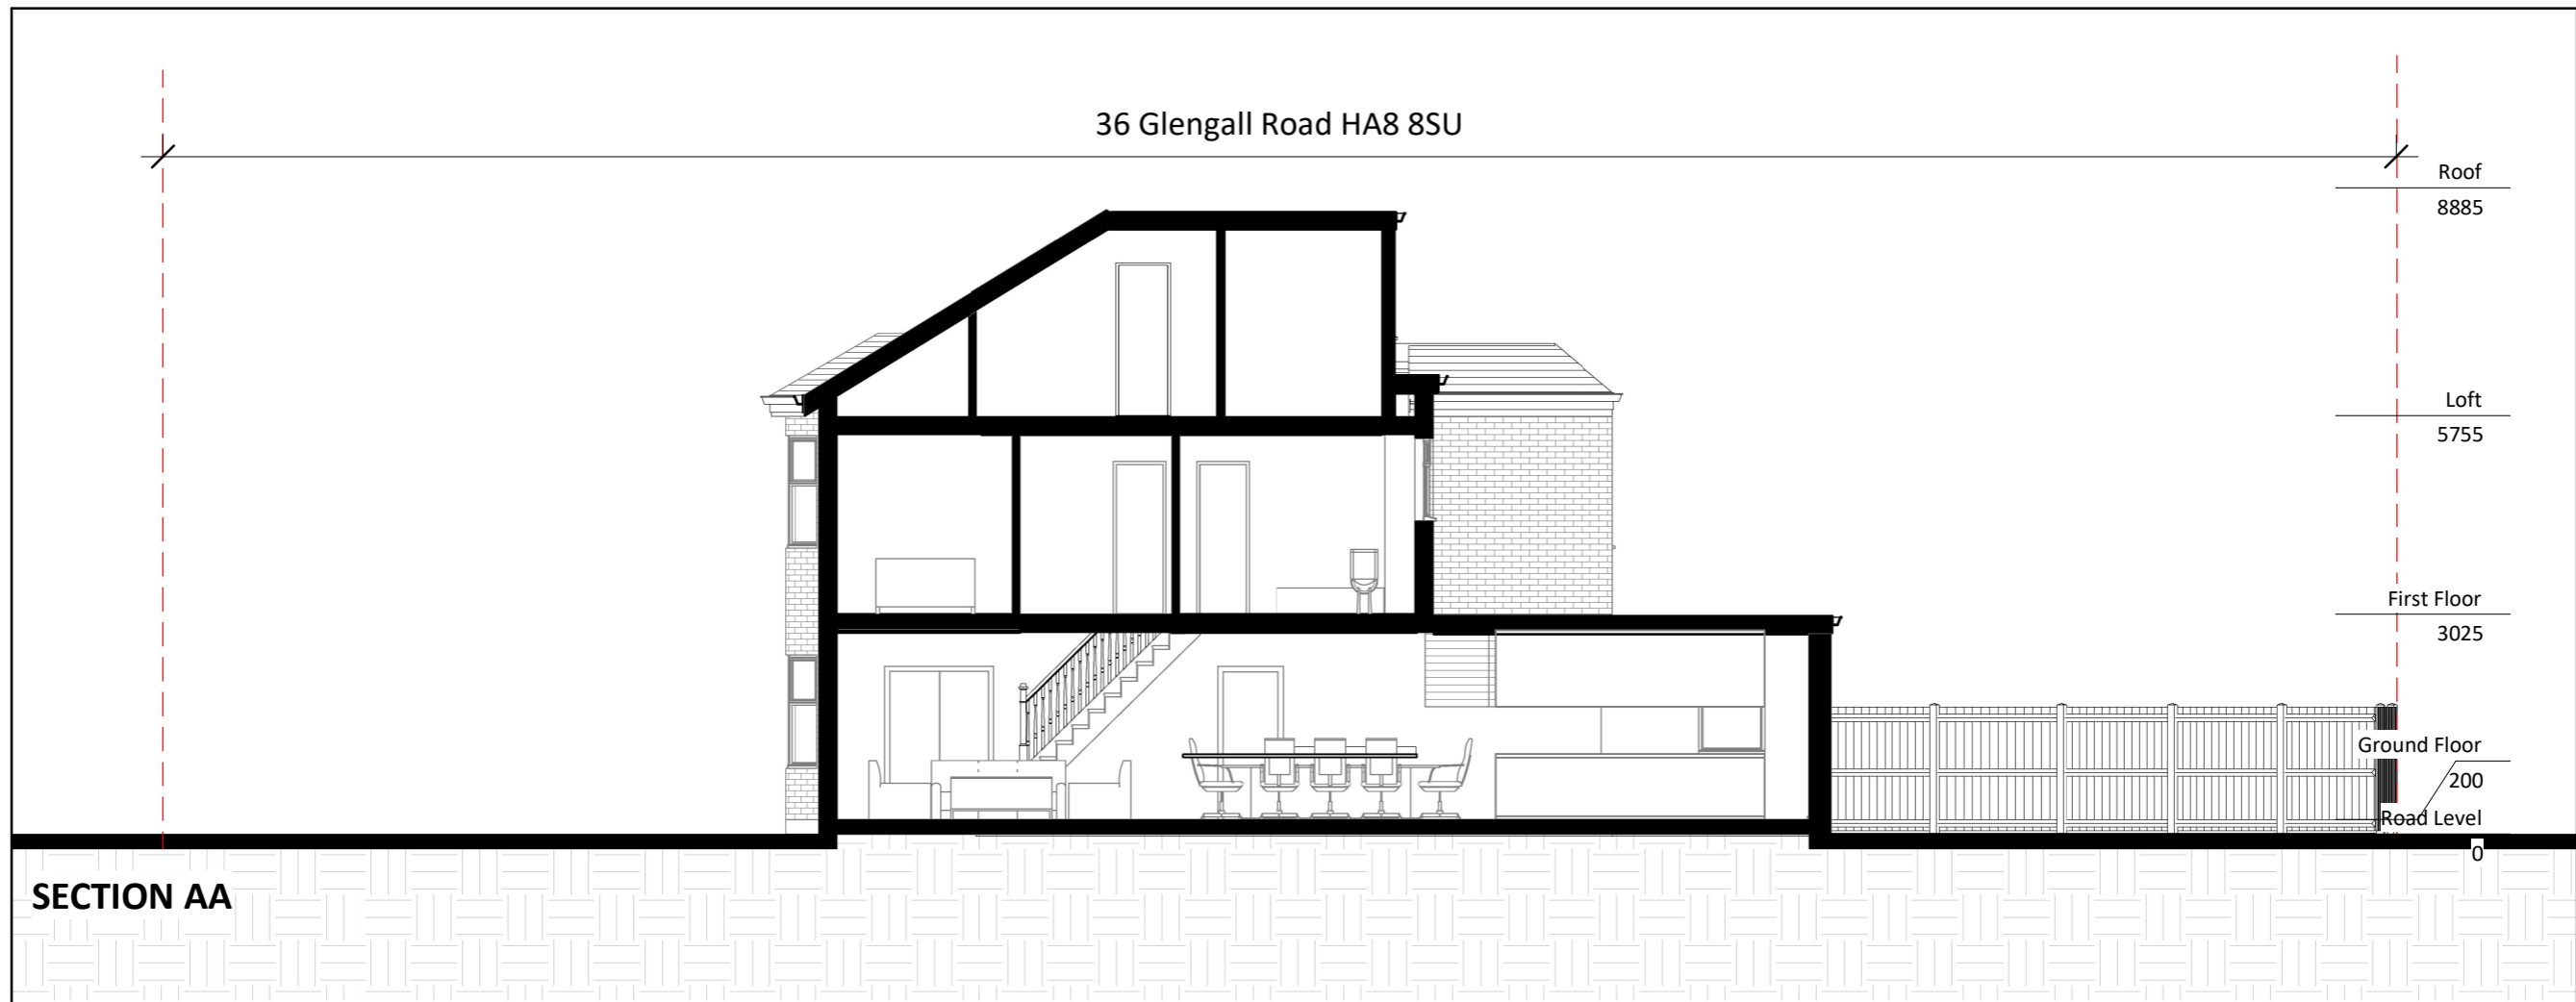 36 Glengall Road HA8 8SU
Roof
8885
Loft
5755
First Floor
3025
Ground Floor
200
Road Level
0
SECTION AA